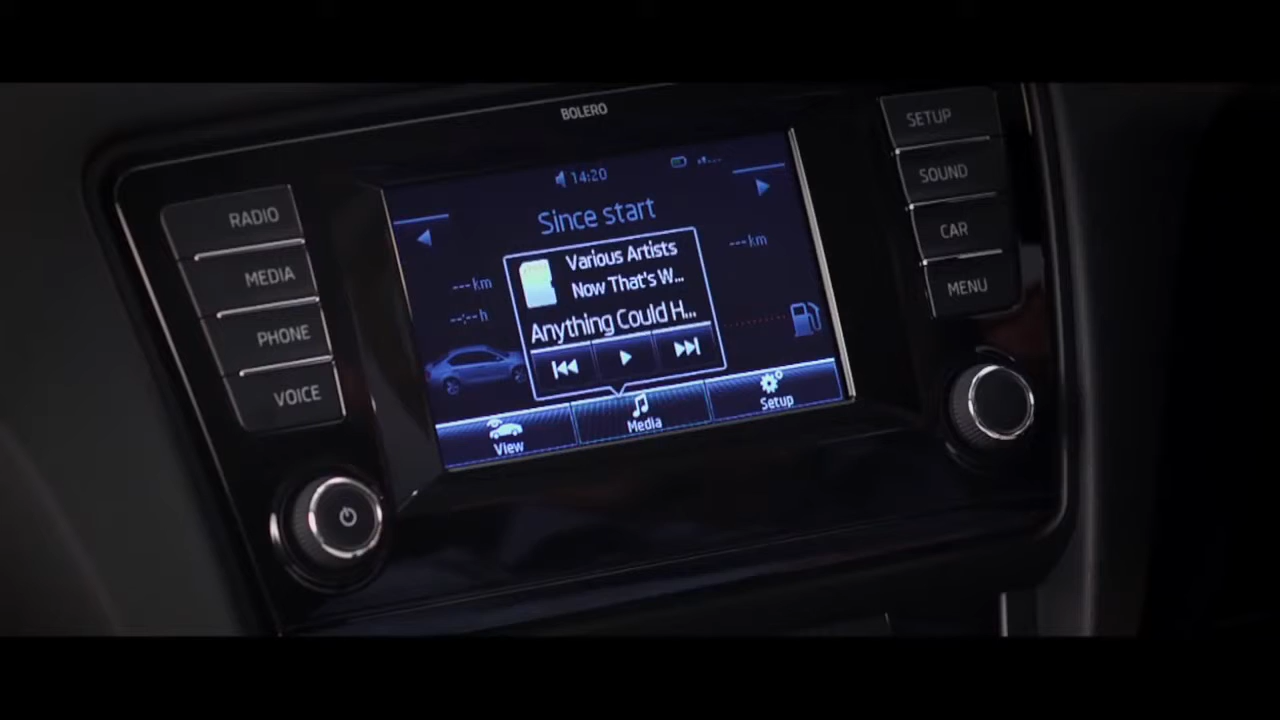 BOLERO
RADIO
MEDIA
PHONE
VOICE
14:20
Since start
--- km
--:-- h
--- km
Various Artists
Now That's W...
Anything Could H...
View
Media
Setup
SETUP
SOUND
CAR
MENU